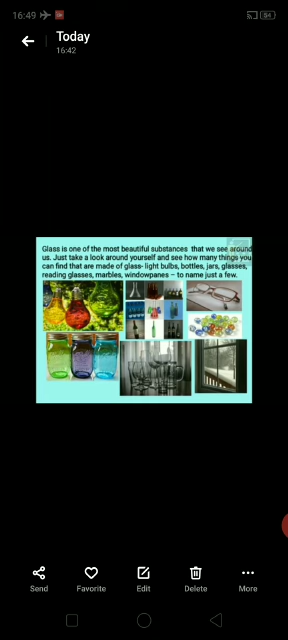 16:49
54
Today
16:42
Glass is one of the most beautiful substances that we see around
us. Just take a look around yourself and see how many things you
can find that are made of glass- light bulbs, bottles, jars, glasses,
reading glasses, marbles, windowpanes – to name just a few.
Send Favorite Edit Delete More